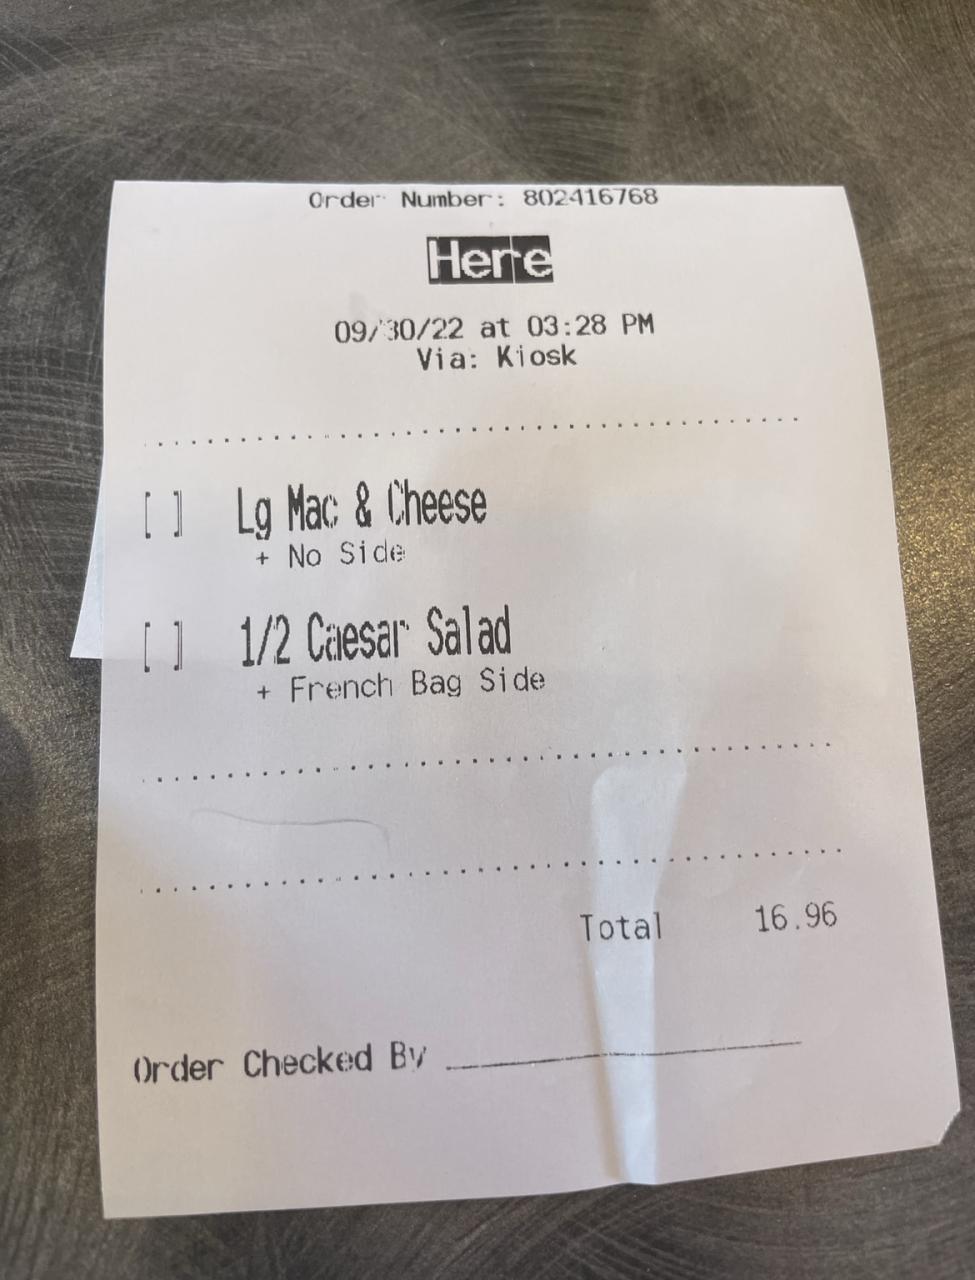 Order Number: 802416768
Here
09/30/22 at 03:28 PM
Via: Kiosk
[ ] Lg Mac & Cheese
+ No Side
[ ] 1/2 Caesar Salad
+ French Bag Side
Total 16.96
Order Checked By